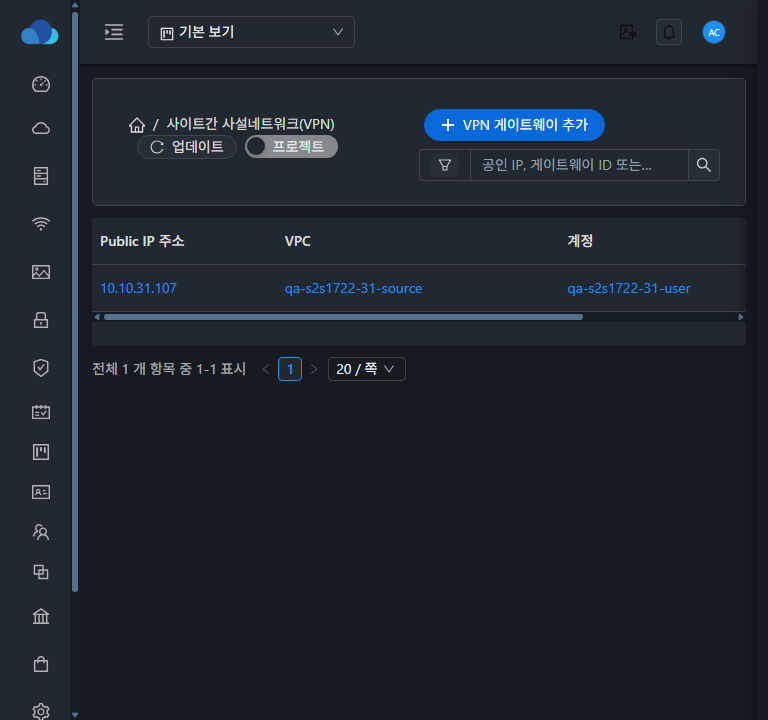 기본 보기
AC
/ 사이트간 사설네트워크(VPN)
업데이트
프로젝트
VPN 게이트웨이 추가
공인 IP, 게이트웨이 ID 또는...
Public IP 주소 VPC 계정
10.10.31.107 qa-s2s1722-31-source qa-s2s1722-31-user
전체 1 개 항목 중 1-1 표시 1 20 / 쪽